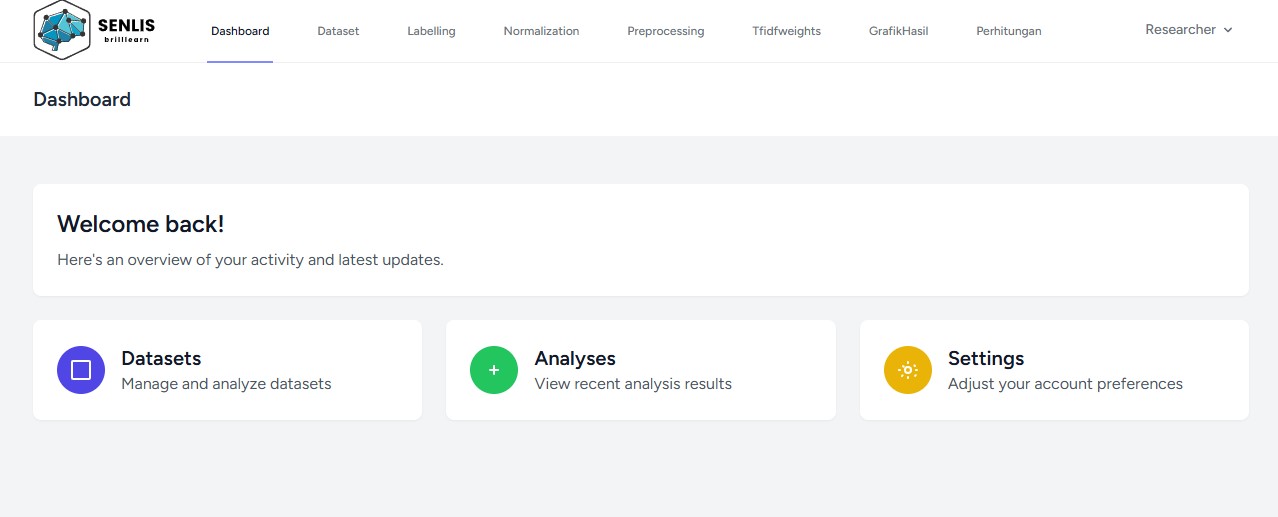 SENLIS
brilliearn
Dashboard
Dataset
Labelling
Normalization
Preprocessing
Tfidfweights
GrafikHasil
Perhitungan
Researcher
Dashboard
Welcome back!
Here's an overview of your activity and latest updates.
Datasets
Manage and analyze datasets
Analyses
View recent analysis results
Settings
Adjust your account preferences